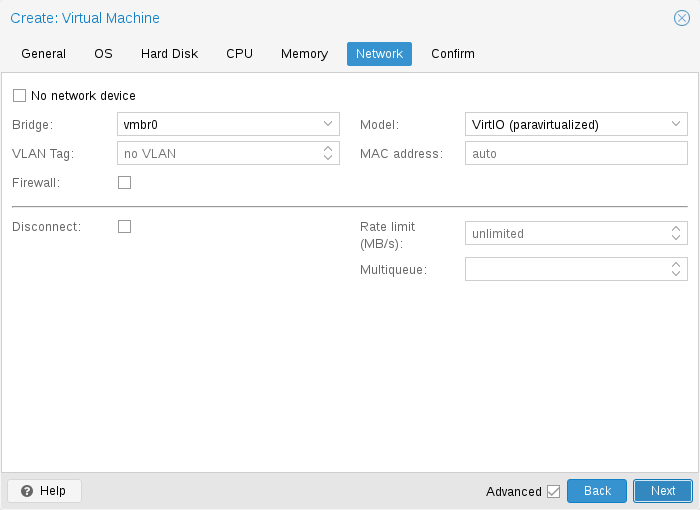 Create: Virtual Machine
General OS Hard Disk CPU Memory Network Confirm
No network device
Bridge: vmbr0 Model: VirtIO (paravirtualized)
VLAN Tag: no VLAN MAC address: auto
Firewall:
Disconnect: Rate limit (MB/s): unlimited
Multiqueue:
Help Advanced Back Next